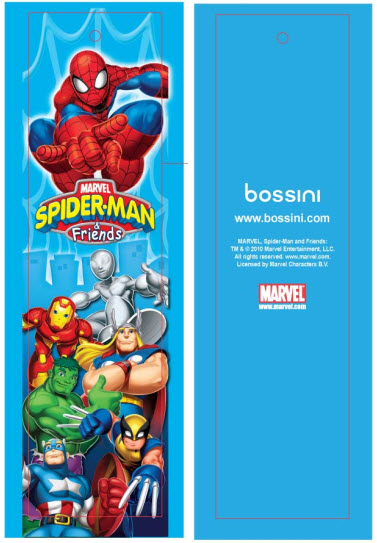 MARVEL
SPIDER-MAN
& Friends
A
bossini
www.bossini.com
MARVEL, Spider-Man and Friends:
TM & © 2010 Marvel Entertainment, LLC.
All rights reserved. www.marvel.com.
Licensed by Marvel Characters B.V.
MARVEL
www.marvel.com